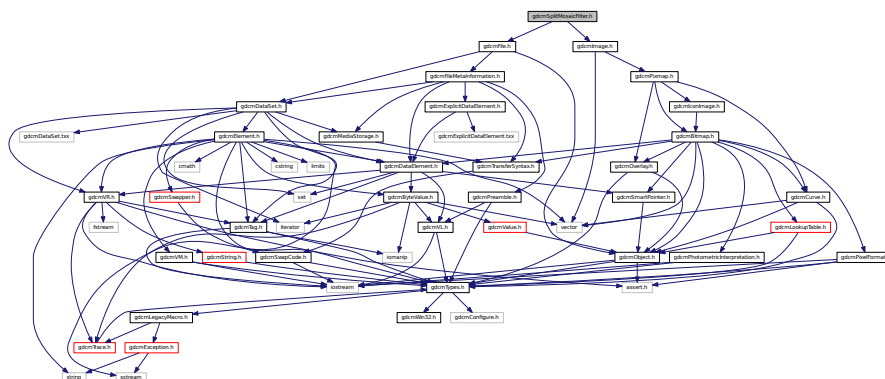 gdcmSplitMosaicFilter.h
gdcmFile.h
gdcmImage.h
gdcmFileMetaInformation.h
gdcmPixmap.h
gdcmDataSet.h
gdcmExplicitDataElement.h
gdcmIconImage.h
gdcmDataSet.txx
gdcmElement.h
gdcmMediaStorage.h
gdcmExplicitDataElement.txx
gdcmBitmap.h
cmath
cstring
limits
gdcmDataElement.h
gdcmTransferSyntax.h
gdcmOverlay.h
gdcmVR.h
gdcmSwapper.h
set
gdcmByteValue.h
gdcmPreamble.h
gdcmSmartPointer.h
gdcmCurve.h
fstream
gdcmTag.h
iterator
gdcmVL.h
gdcmValue.h
vector
gdcmLookupTable.h
gdcmVM.h
gdcmString.h
gdcmSwapCode.h
iomanip
gdcmObject.h
gdcmPhotometricInterpretation.h
gdcmPixelFormat
iostream
gdcmTypes.h
assert.h
gdcmLegacyMacro.h
gdcmWin32.h
gdcmConfigure.h
gdcmTrace.h
gdcmException.h
string
sstream